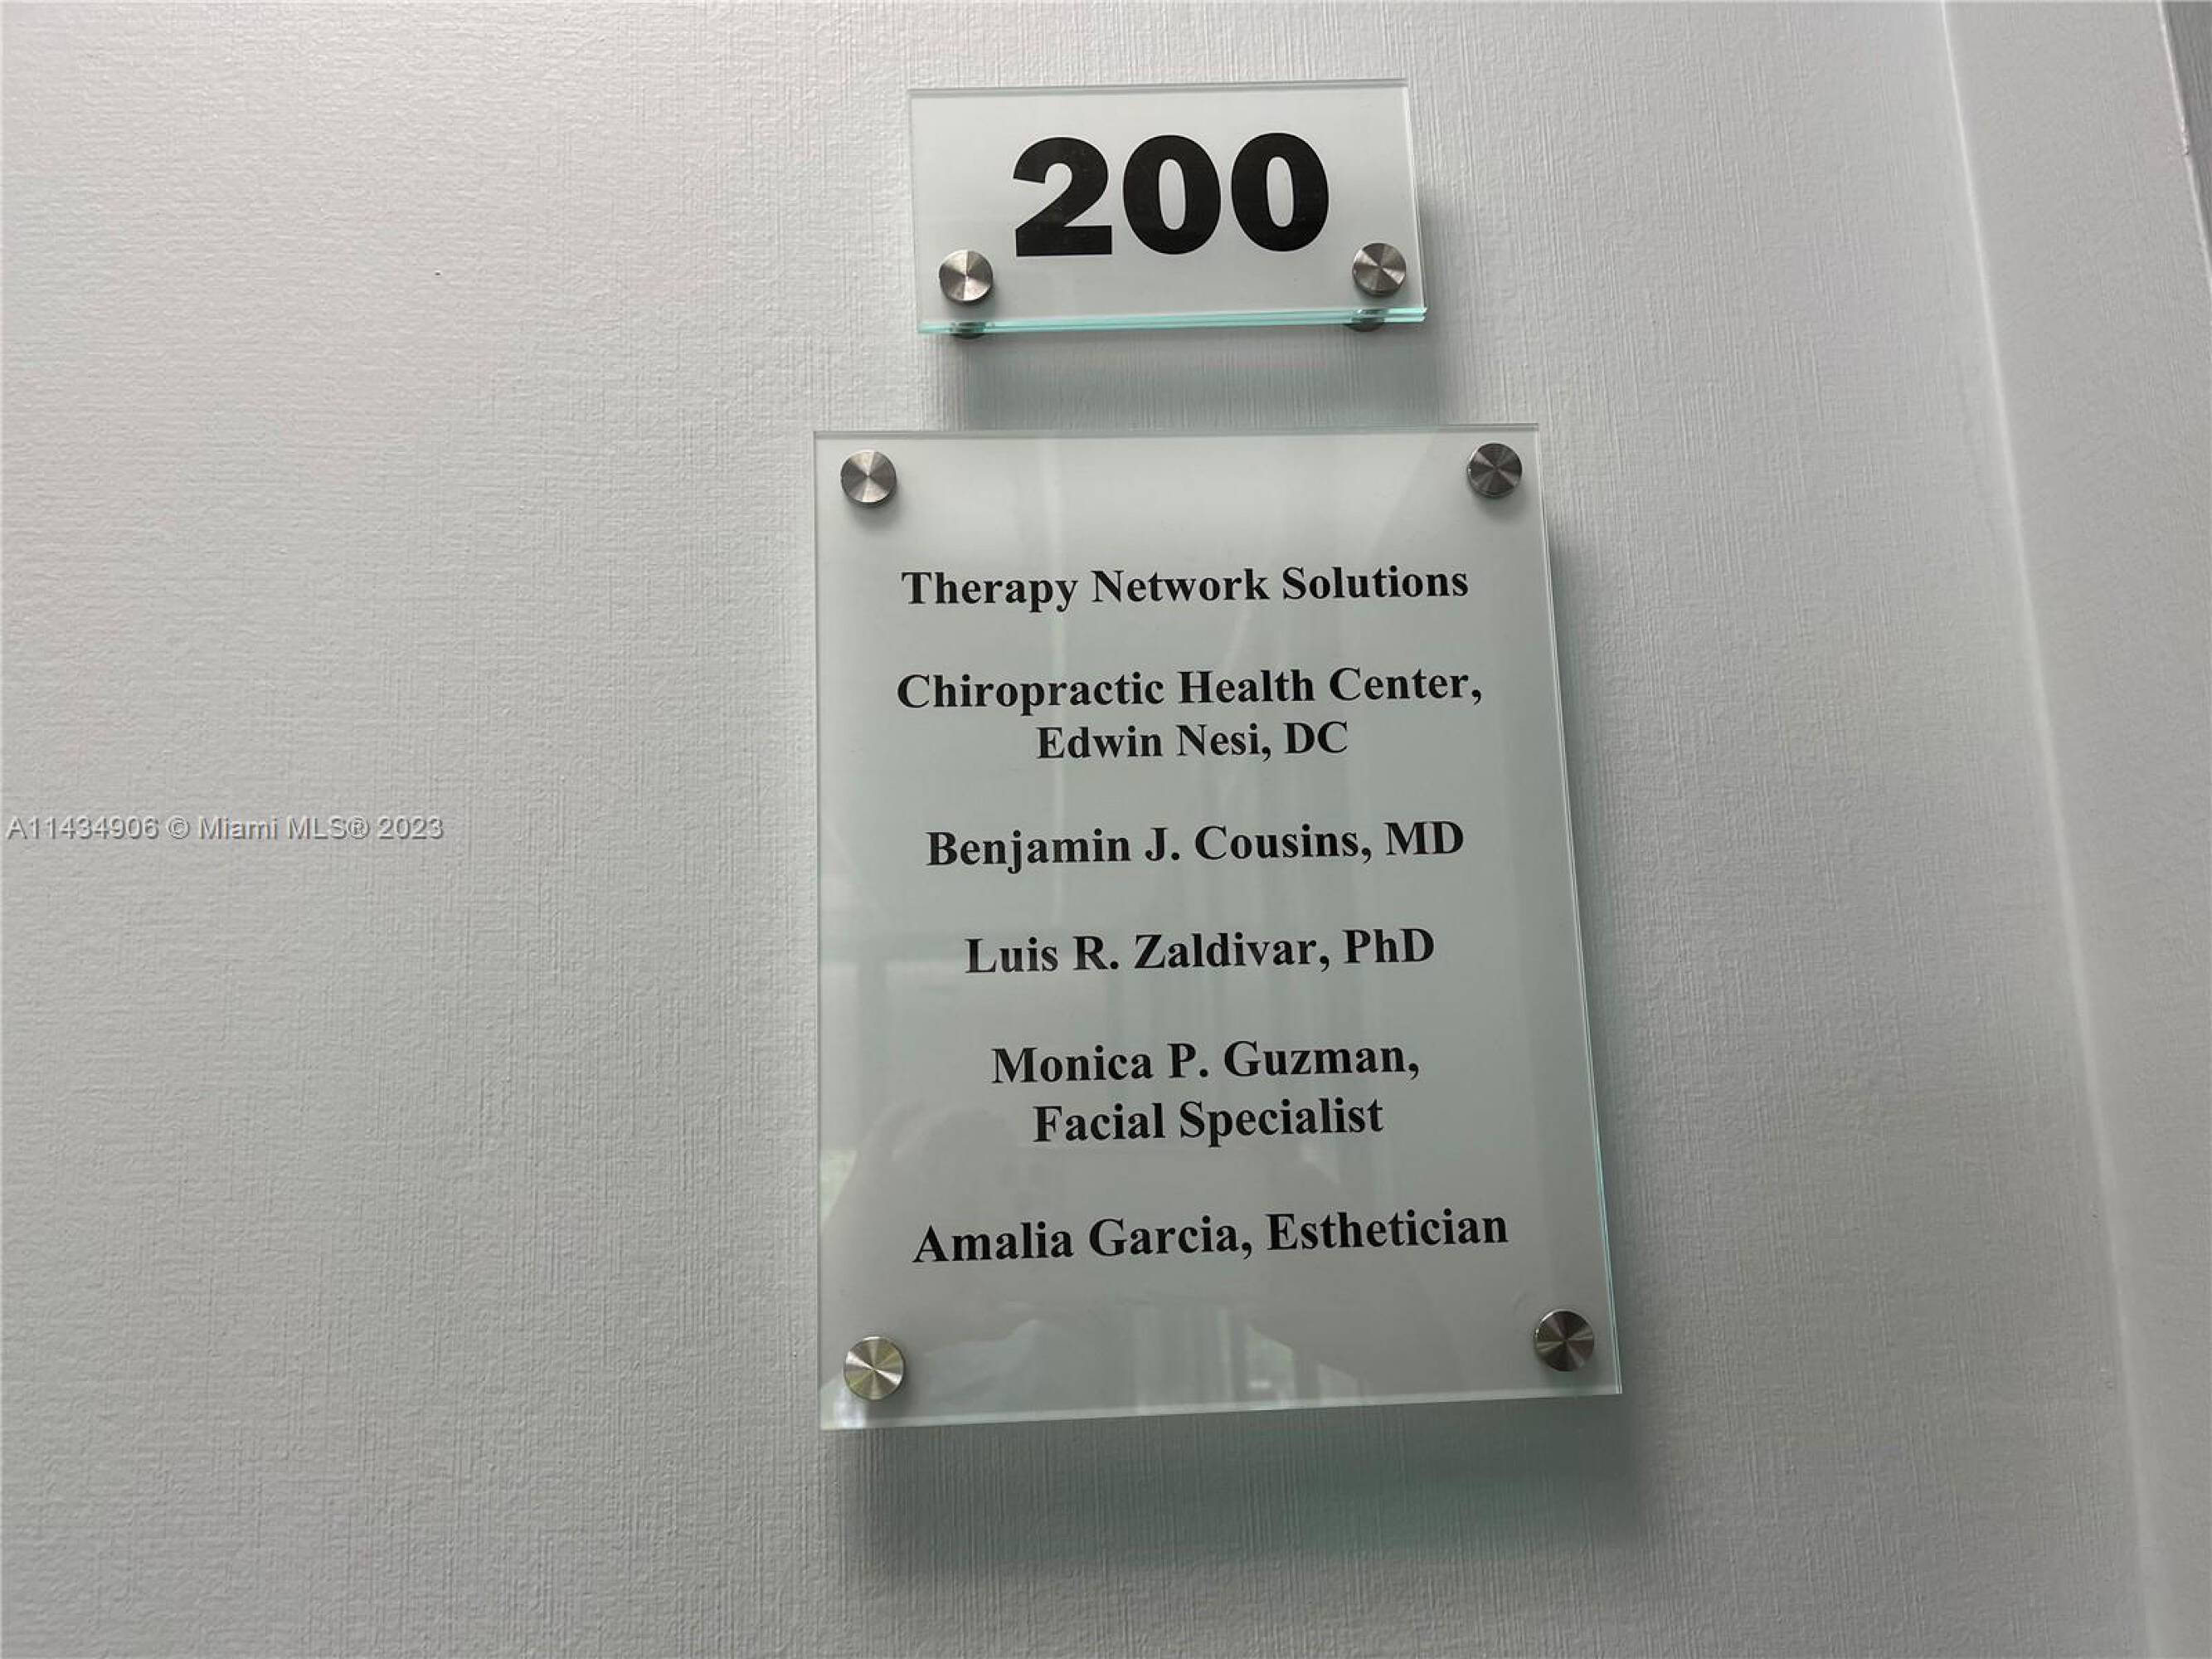 200
Therapy Network Solutions
Chiropractic Health Center,
Edwin Nesi, DC
Benjamin J. Cousins, MD
A11434906 © Miami MLS® 2023
Luis R. Zaldivar, PhD
Monica P. Guzman,
Facial Specialist
Amalia Garcia, Esthetician